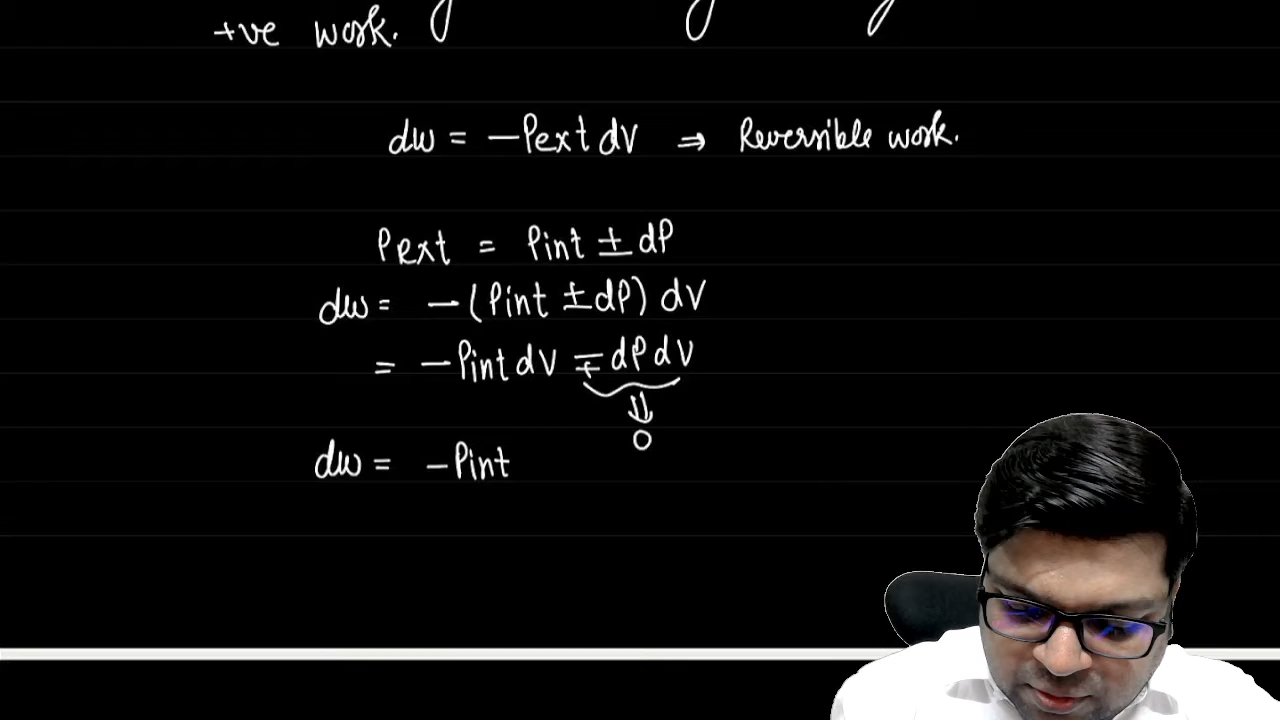 +ve work.
dw = -Pext dV ⇒ Reversible work.
Pext = Pint ± dP
dw = -(Pint ± dP) dV
= -Pint dV ∓ dP dV
⇓
0
dw = -Pint